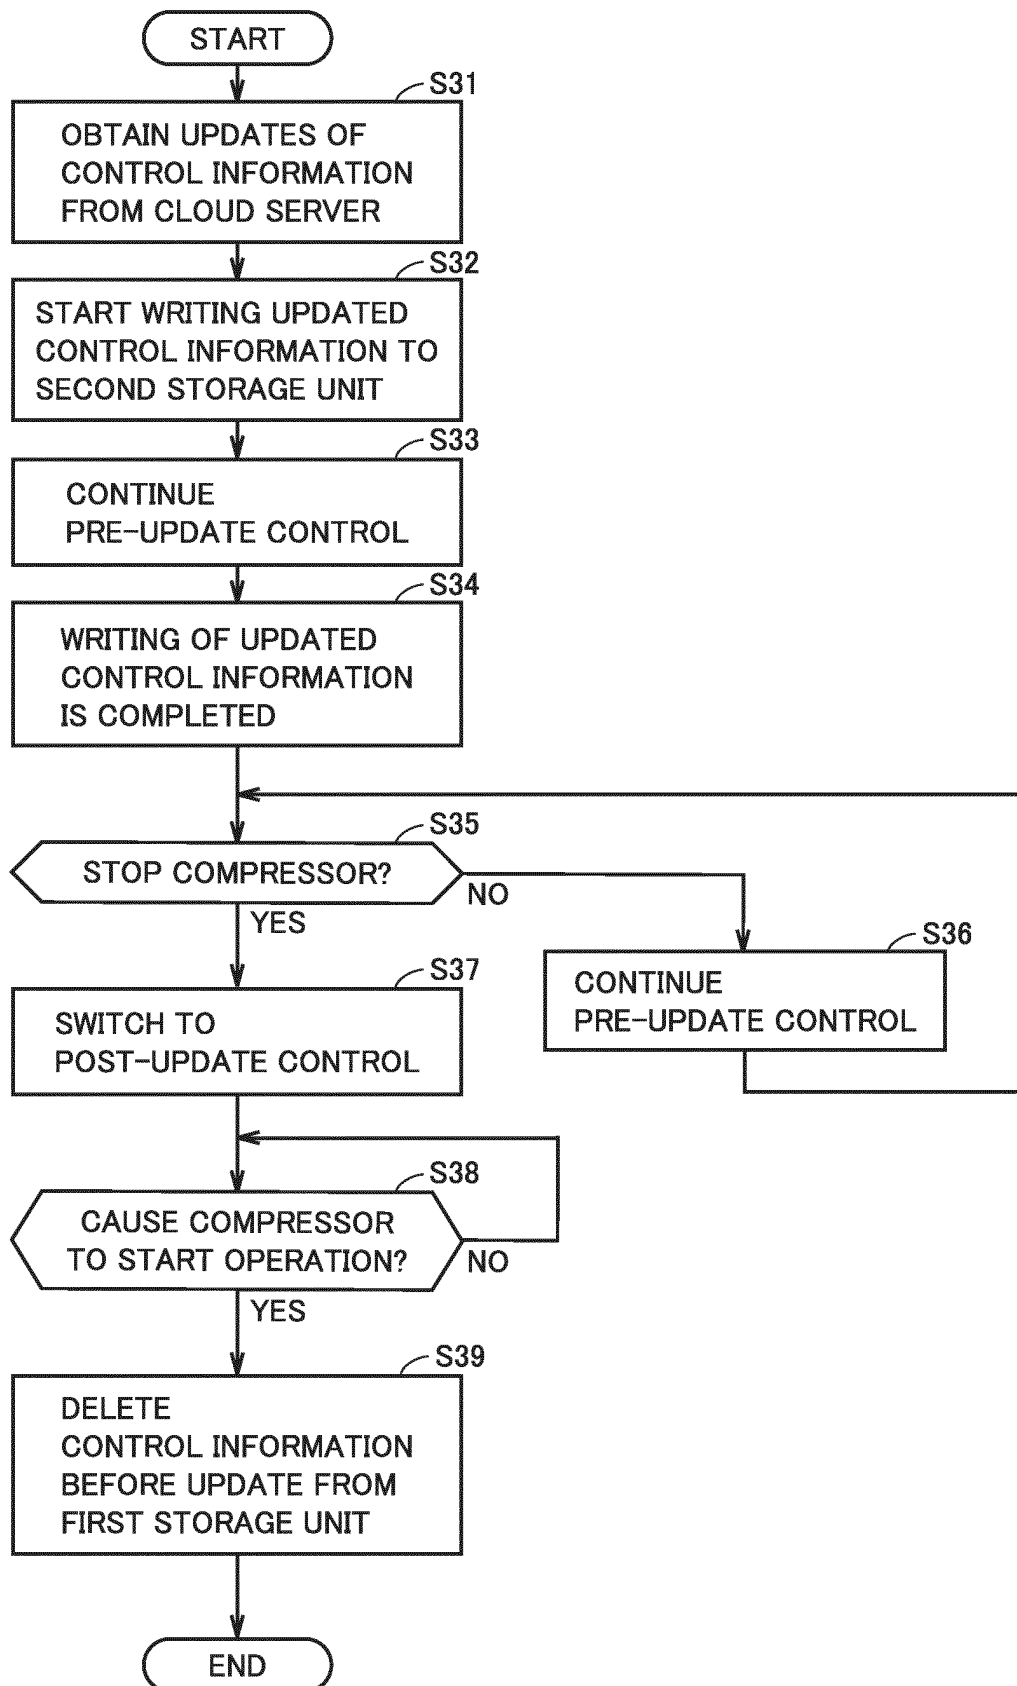 START
S31
OBTAIN UPDATES OF
CONTROL INFORMATION
FROM CLOUD SERVER
S32
START WRITING UPDATED
CONTROL INFORMATION TO
SECOND STORAGE UNIT
S33
CONTINUE
PRE-UPDATE CONTROL
S34
WRITING OF UPDATED
CONTROL INFORMATION
IS COMPLETED
S35
STOP COMPRESSOR?
NO
YES
S36
CONTINUE
PRE-UPDATE CONTROL
S37
SWITCH TO
POST-UPDATE CONTROL
S38
CAUSE COMPRESSOR
TO START OPERATION?
NO
YES
S39
DELETE
CONTROL INFORMATION
BEFORE UPDATE FROM
FIRST STORAGE UNIT
END